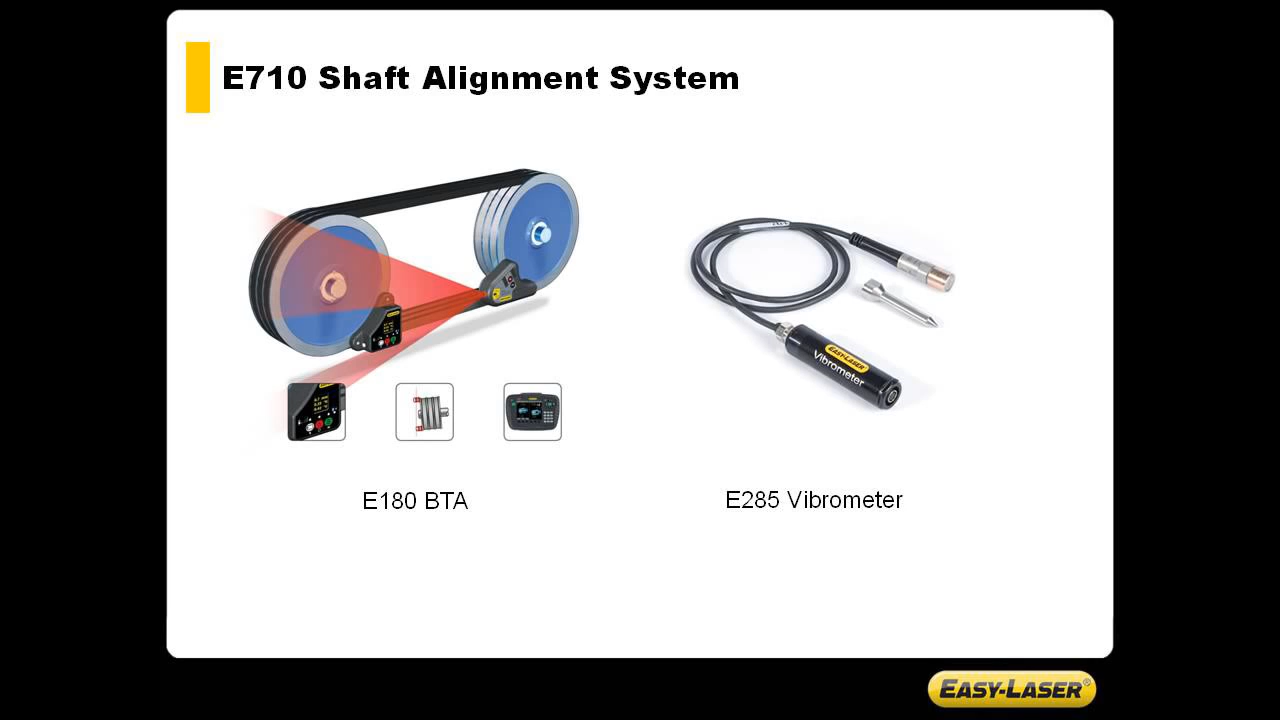 E710 Shaft Alignment System
EASY-LASER
Vibrometer
E180 BTA
E285 Vibrometer
EASY-LASER®